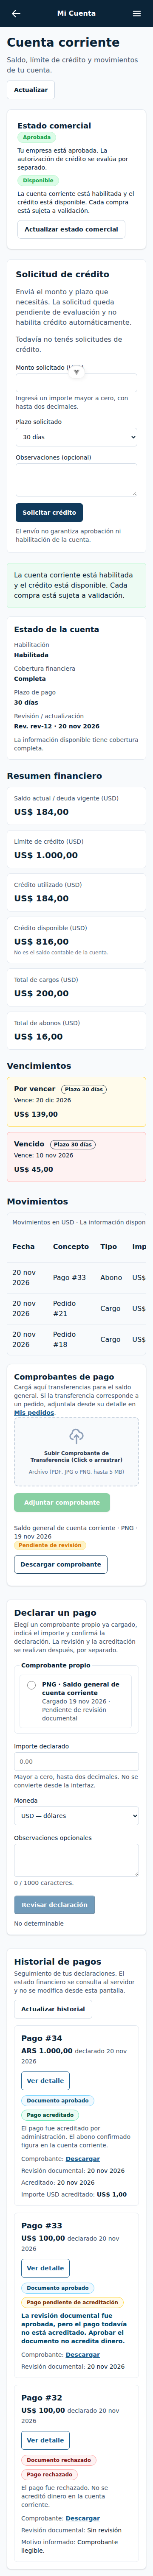 Mi Cuenta
Cuenta corriente
Saldo, límite de crédito y movimientos
de tu cuenta.
Actualizar
Estado comercial
Aprobada
Tu empresa está aprobada. La
autorización de crédito se evalúa por
separado.
Disponible
La cuenta corriente está habilitada y el
crédito está disponible. Cada compra
está sujeta a validación.
Actualizar estado comercial
Solicitud de crédito
Enviá el monto y plazo que
necesitás. La solicitud queda
pendiente de evaluación y no
habilita crédito automáticamente.
Todavía no tenés solicitudes de
crédito.
Monto solicitado
Ingresá un importe mayor a cero, con
hasta dos decimales.
Plazo solicitado
30 días
Observaciones (opcional)
Solicitar crédito
El envío no garantiza aprobación ni
habilitación de la cuenta.
La cuenta corriente está habilitada y
el crédito está disponible. Cada
compra está sujeta a validación.
Estado de la cuenta
Habilitación
Habilitada
Cobertura financiera
Completa
Plazo de pago
30 días
Revisión / actualización
Rev. rev-12 · 20 nov 2026
La información disponible tiene cobertura
completa.
Resumen financiero
Saldo actual / deuda vigente (USD)
US$ 184,00
Límite de crédito (USD)
US$ 1.000,00
Crédito utilizado (USD)
US$ 184,00
Crédito disponible (USD)
US$ 816,00
No es el saldo contable de la cuenta.
Total de cargos (USD)
US$ 200,00
Total de abonos (USD)
US$ 16,00
Vencimientos
Por vencer Plazo 30 días
Vence: 20 dic 2026
US$ 139,00
Vencido Plazo 30 días
Vence: 10 nov 2026
US$ 45,00
Movimientos
Movimientos en USD · La información dispon
Fecha Concepto Tipo Imp
20 nov
2026 Pago #33 Abono US$
20 nov
2026 Pedido
#21 Cargo US$
20 nov
2026 Pedido
#18 Cargo US$
Comprobantes de pago
Cargá aquí transferencias para el saldo
general. Si la transferencia corresponde a
un pedido, adjuntala desde su detalle en
Mis pedidos.
Subir Comprobante de
Transferencia (Click o arrastrar)
Archivo (PDF, JPG o PNG, hasta 5 MB)
Adjuntar comprobante
Saldo general de cuenta corriente · PNG ·
19 nov 2026
Pendiente de revisión
Descargar comprobante
Declarar un pago
Elegí un comprobante propio ya cargado,
indicá el importe y confirmá la
declaración. La revisión y la acreditación
se realizan después, por separado.
Comprobante propio
PNG · Saldo general de
cuenta corriente
Cargado 19 nov 2026 ·
Pendiente de revisión
documental
Importe declarado
0.00
Mayor a cero, hasta dos decimales. No se
convierte desde la interfaz.
Moneda
USD — dólares
Observaciones opcionales
0 / 1000 caracteres.
Revisar declaración
No determinable
Historial de pagos
Seguimiento de tus declaraciones. El
estado financiero se consulta al servidor
y no se modifica desde esta pantalla.
Actualizar historial
Pago #34
ARS 1.000,00 declarado 20 nov
2026
Ver detalle
Documento aprobado
Pago acreditado
El pago fue acreditado por
administración. El abono confirmado
figura en la cuenta corriente.
Comprobante: Descargar
Revisión documental: 20 nov 2026
Acreditado: 20 nov 2026
Importe USD acreditado: US$ 1,00
Pago #33
US$ 100,00 declarado 20 nov
2026
Ver detalle
Documento aprobado
Pago pendiente de acreditación
La revisión documental fue
aprobada, pero el pago todavía
no está acreditado. Aprobar el
documento no acredita dinero.
Comprobante: Descargar
Revisión documental: 20 nov 2026
Pago #32
US$ 100,00 declarado 20 nov
2026
Ver detalle
Documento rechazado
Pago rechazado
El pago fue rechazado. No se
acreditó dinero en la cuenta
corriente.
Comprobante: Descargar
Revisión documental: Sin revisión
Motivo informado: Comprobante
ilegible.